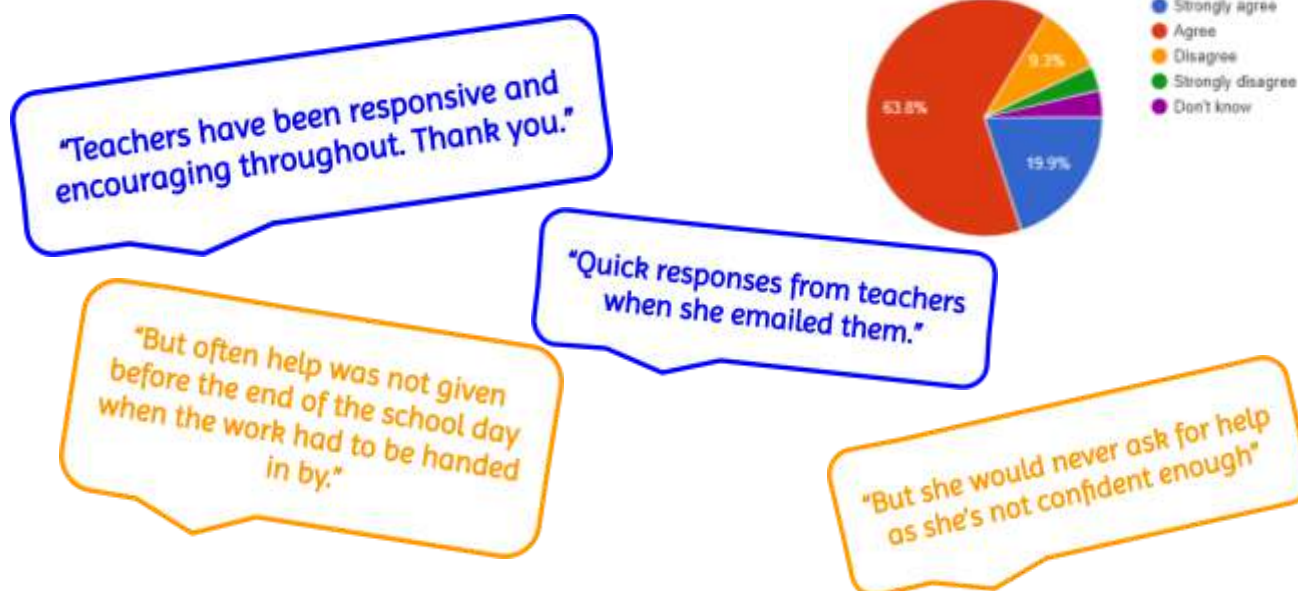 Strongly agree
Agree
Disagree
Strongly disagree
Don't know
9.3%
63.8%
19.9%
"Teachers have been responsive and
encouraging throughout. Thank you."
"Quick responses from teachers
when she emailed them."
"But often help was not given
before the end of the school day
when the work had to be handed
in by."
"But she would never ask for help
as she's not confident enough"